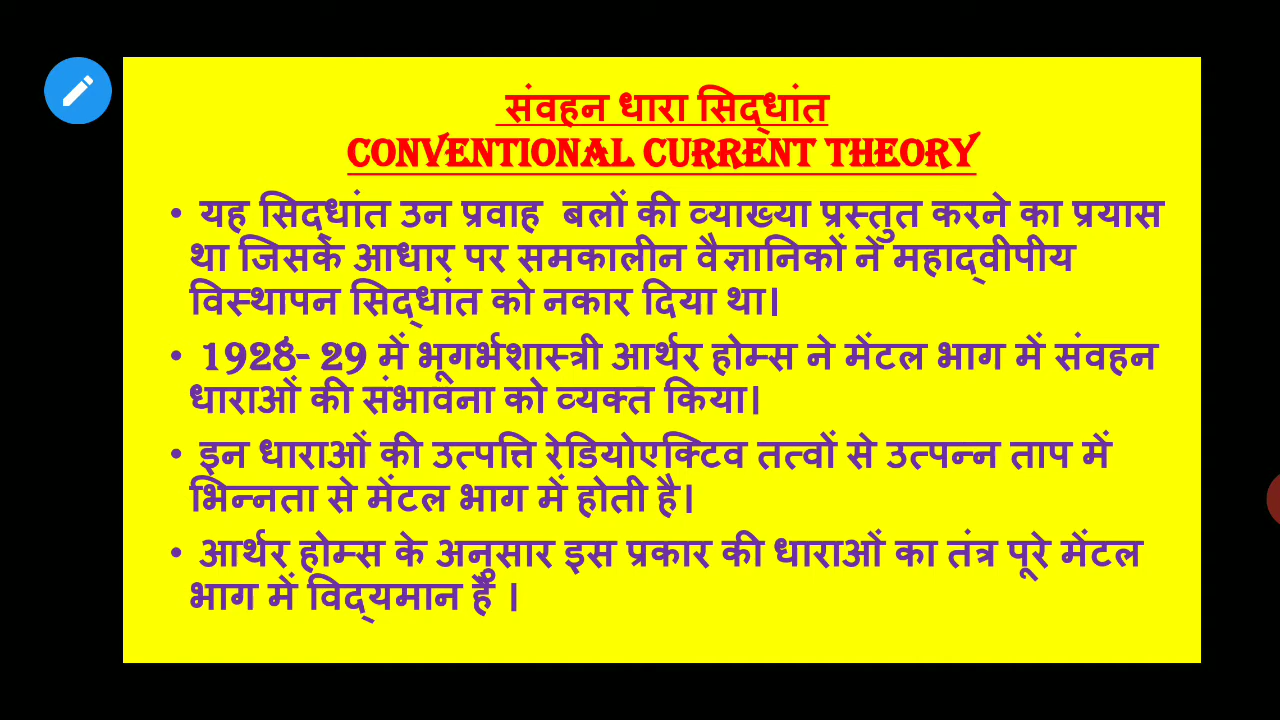 संवहन धारा सिद्धांत
CONVENTIONAL CURRENT THEORY
• यह सिद्धांत उन प्रवाह बलों की व्याख्या प्रस्तुत करने का प्रयास
था जिसके आधार पर समकालीन वैज्ञानिकों ने महाद्वीपीय
विस्थापन सिद्धांत को नकार दिया था।
• 1928- 29 में भूगर्भशास्त्री आर्थर होम्स ने मेंटल भाग में संवहन
धाराओं की संभावना को व्यक्त किया।
• इन धाराओं की उत्पत्ति रेडियोएक्टिव तत्वों से उत्पन्न ताप में
भिन्नता से मेंटल भाग में होती है।
• आर्थर होम्स के अनुसार इस प्रकार की धाराओं का तंत्र पूरे मेंटल
भाग में विद्यमान हैं ।